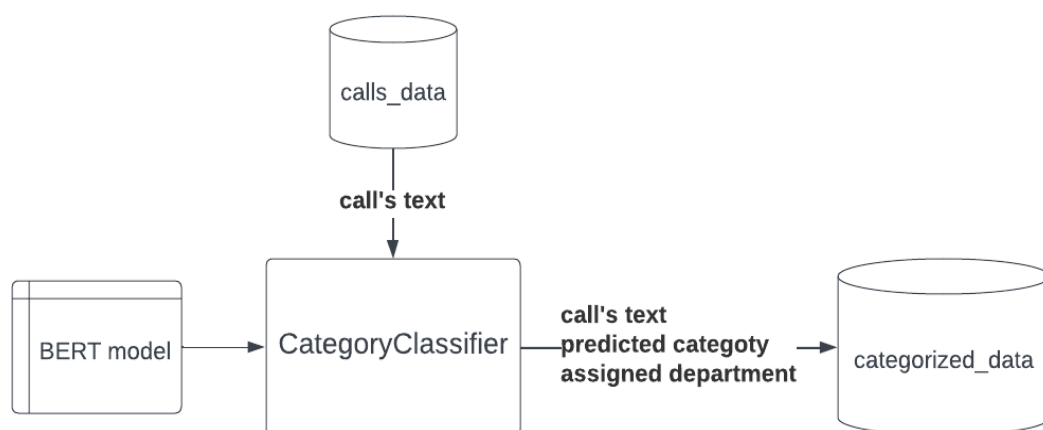 calls_data
call's text
BERT model
CategoryClassifier
call's text
predicted categoty
assigned department
categorized_data